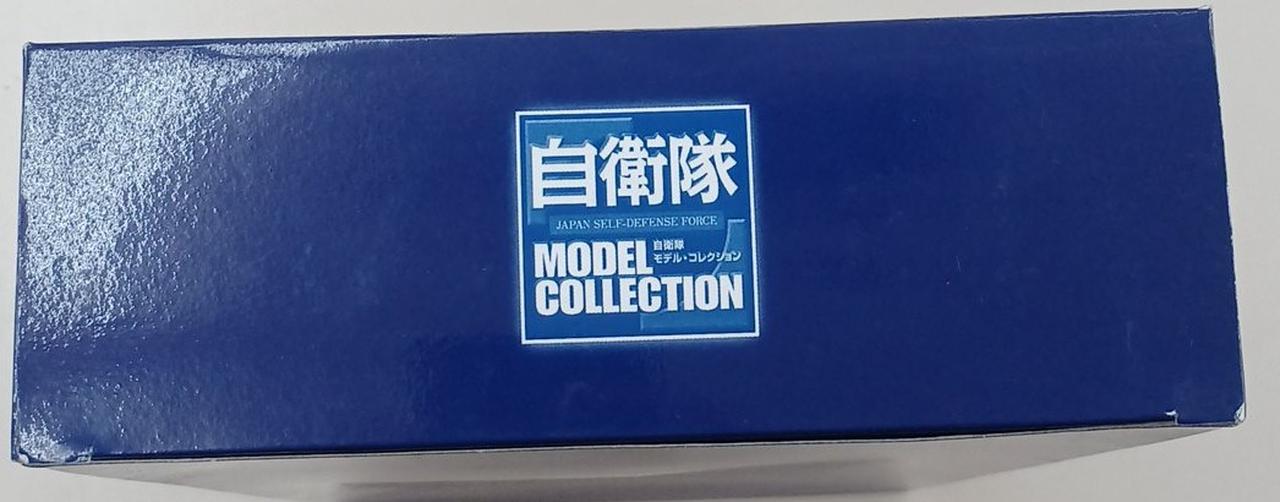 自衛隊
JAPAN SELF-DEFENSE FORCE
MODEL
自衛隊
モデル・コレクション
COLLECTION